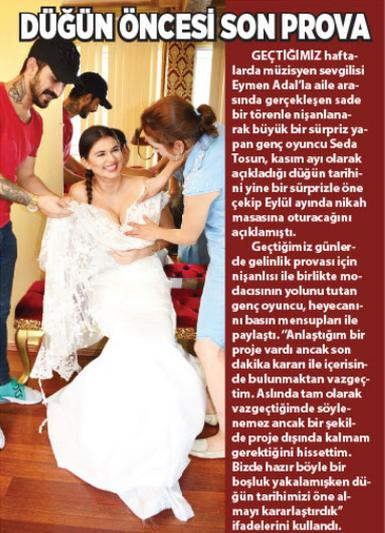 DÜĞÜN ÖNCESİ SON PROVA
GEÇTİĞİMİZ hafta-
larda müzisyen sevgilisi
Eymen Adal’la aile ara-
sında gerçekleşen sade
bir törenle nişanlana-
rak büyük bir sürpriz ya-
pan genç oyuncu Seda
Tosun, kasım ayı olarak
açıkladığı düğün tarihi-
ni yine bir sürprizle öne
çekip Eylül ayında nikah
masasına oturacağını
açıklamıştı.
Geçtiğimiz günler-
de gelinlik provası için
nişanlısı ile birlikte mo-
dacısının yolunu tutan
genç oyuncu, heyecanı-
nı basın mensupları ile
paylaştı. ‘’Anlaştığım bir
proje vardı ancak son
dakika kararı ile içerisin-
de bulunmaktan vazgeç-
tim. Aslında tam olarak
vazgeçtiğimde söyle-
nemez ancak bir şekil-
de proje dışında kalmam
gerektiğini hissettim.
Bizde hazır böyle bir
boşluk yakalamışken dü-
ğün tarihimizi öne al-
mayı kararlaştırdık’’
ifadelerini kullandı.